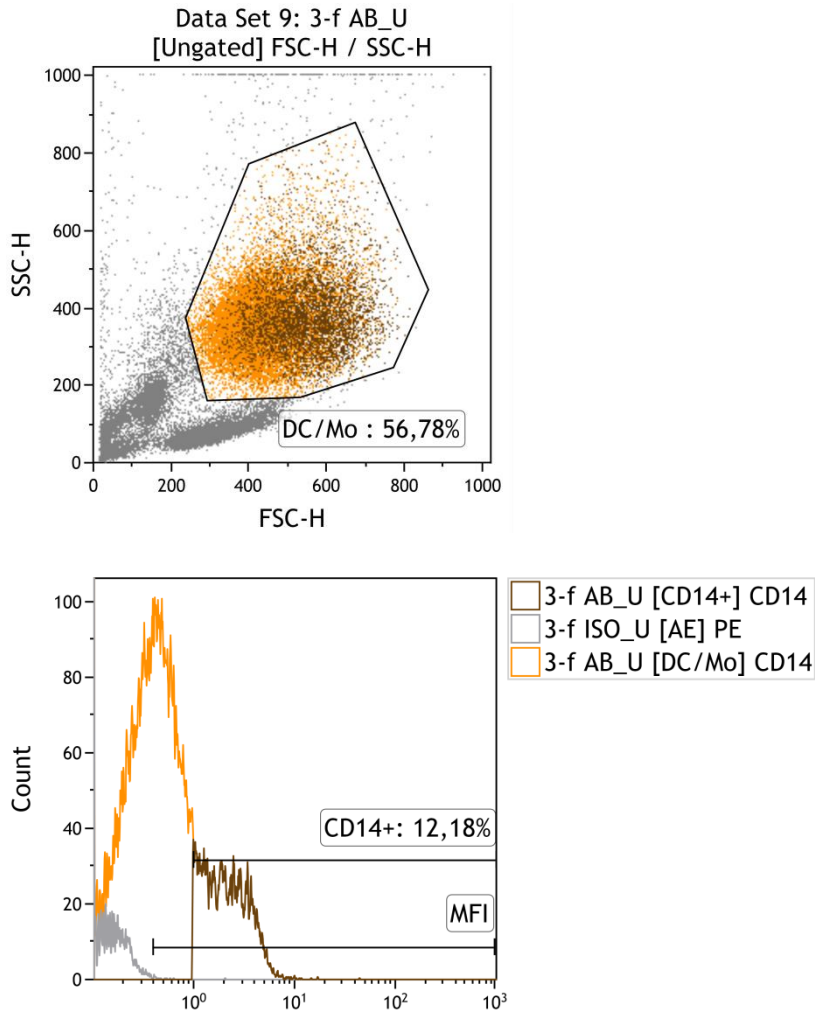 Data Set 9: 3-f AB_U
[Ungated] FSC-H / SSC-H
1000
800
600
400
200
0
SSC-H
DC/Mo : 56,78%
0 200 400 600 800 1000
FSC-H
100
80
60
40
20
0
Count
CD14+: 12,18%
MFI
10⁰ 10¹ 10² 10³
3-f AB_U [CD14+] CD14
3-f ISO_U [AE] PE
3-f AB_U [DC/Mo] CD14